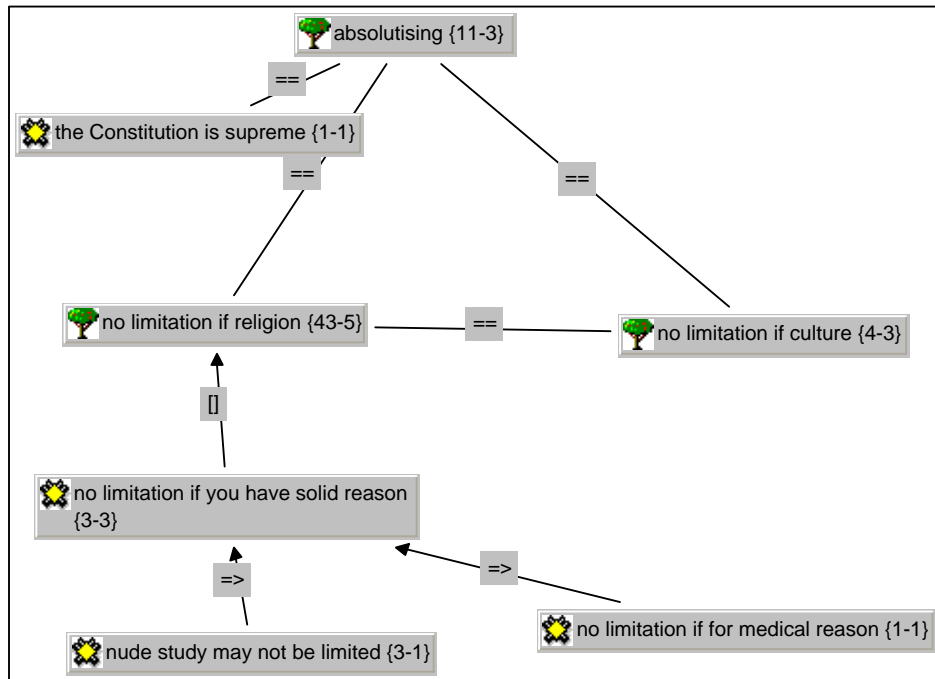 absolutising {11-3}
==
the Constitution is supreme {1-1}
==
==
no limitation if religion {43-5}
==
no limitation if culture {4-3}
[]
no limitation if you have solid reason
{3-3}
=>
=>
no limitation if for medical reason {1-1}
nude study may not be limited {3-1}